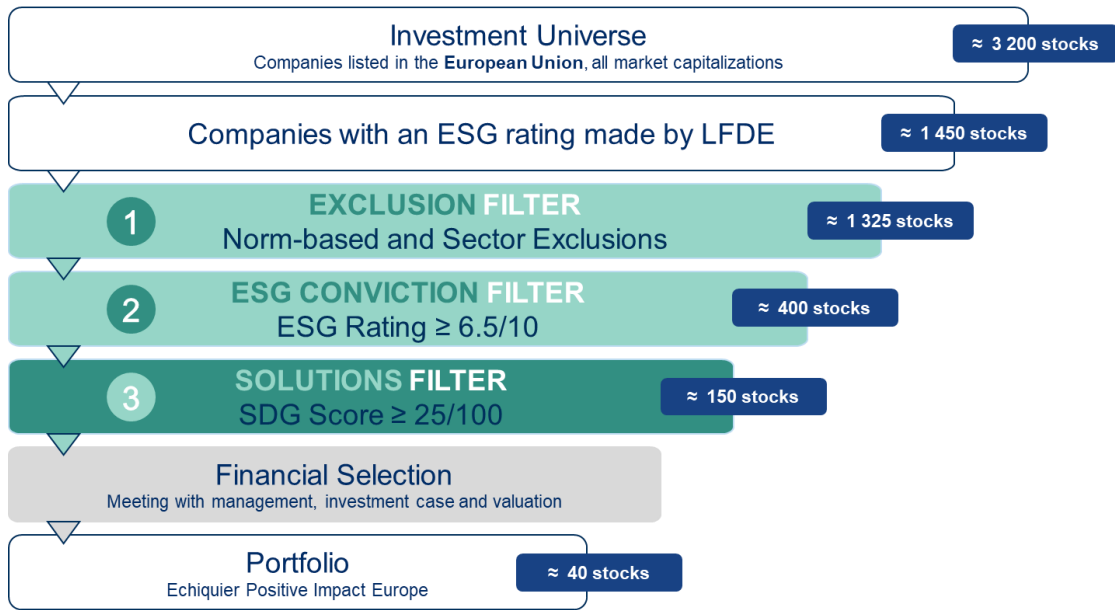 Investment Universe
Companies listed in the European Union, all market capitalizations
≈ 3 200 stocks
Companies with an ESG rating made by LFDE
≈ 1 450 stocks
1
EXCLUSION FILTER
Norm-based and Sector Exclusions
≈ 1 325 stocks
2
ESG CONVICTION FILTER
ESG Rating ≥ 6.5/10
≈ 400 stocks
3
SOLUTIONS FILTER
SDG Score ≥ 25/100
≈ 150 stocks
Financial Selection
Meeting with management, investment case and valuation
Portfolio
Echiquier Positive Impact Europe
≈ 40 stocks